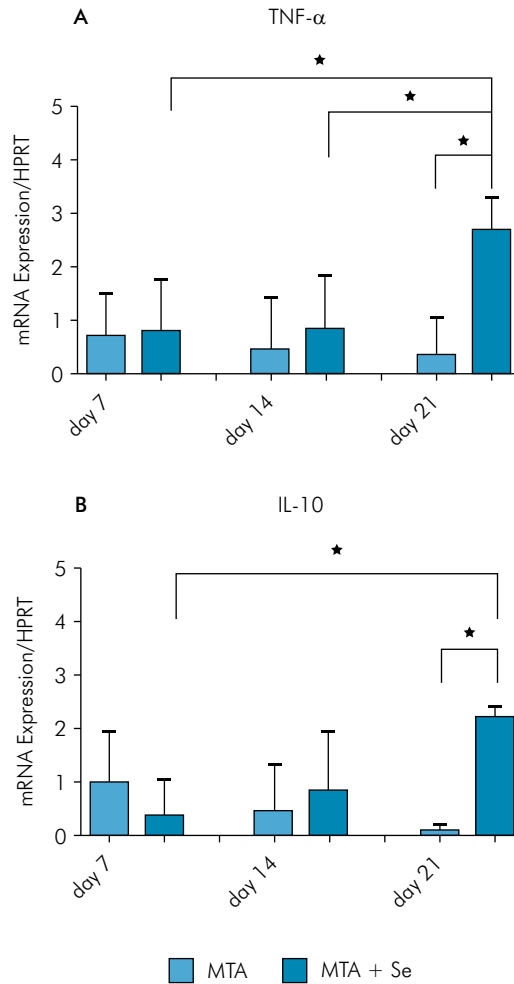 A
TNF-α
mRNA Expression/HPRT
5
4
3
2
1
0
day 7
day 14
day 21
B
IL-10
mRNA Expression/HPRT
5
4
3
2
1
0
day 7
day 14
day 21
MTA
MTA + Se